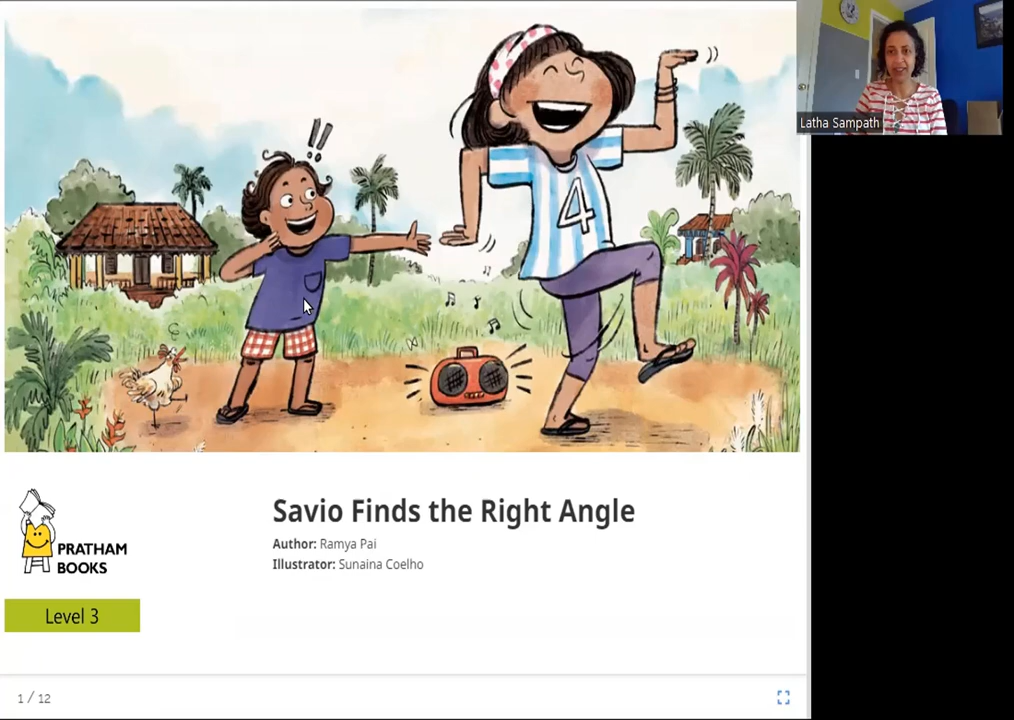 Latha Sampath
4
Savio Finds the Right Angle
Author: Ramya Pai
Illustrator: Sunaina Coelho
PRATHAM
BOOKS
Level 3
1 / 12